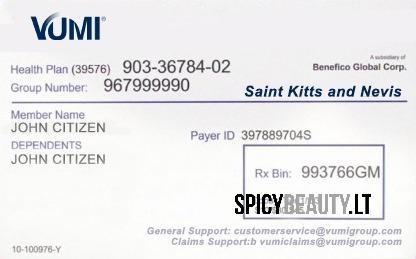 VUMI®
A subsidiary of
Benefico Global Corp.
Health Plan (39576) 903-36784-02
Group Number: 967999990
Saint Kitts and Nevis
Member Name
JOHN CITIZEN
DEPENDENTS
JOHN CITIZEN
Payer ID 397889704S
Rx Bin: 993766GM
SPICYBEAUTY.LT
General Support: customerservice@vumigroup.com
Claims Support:b vumiclaims@vumigroup.com
10-100976-Y